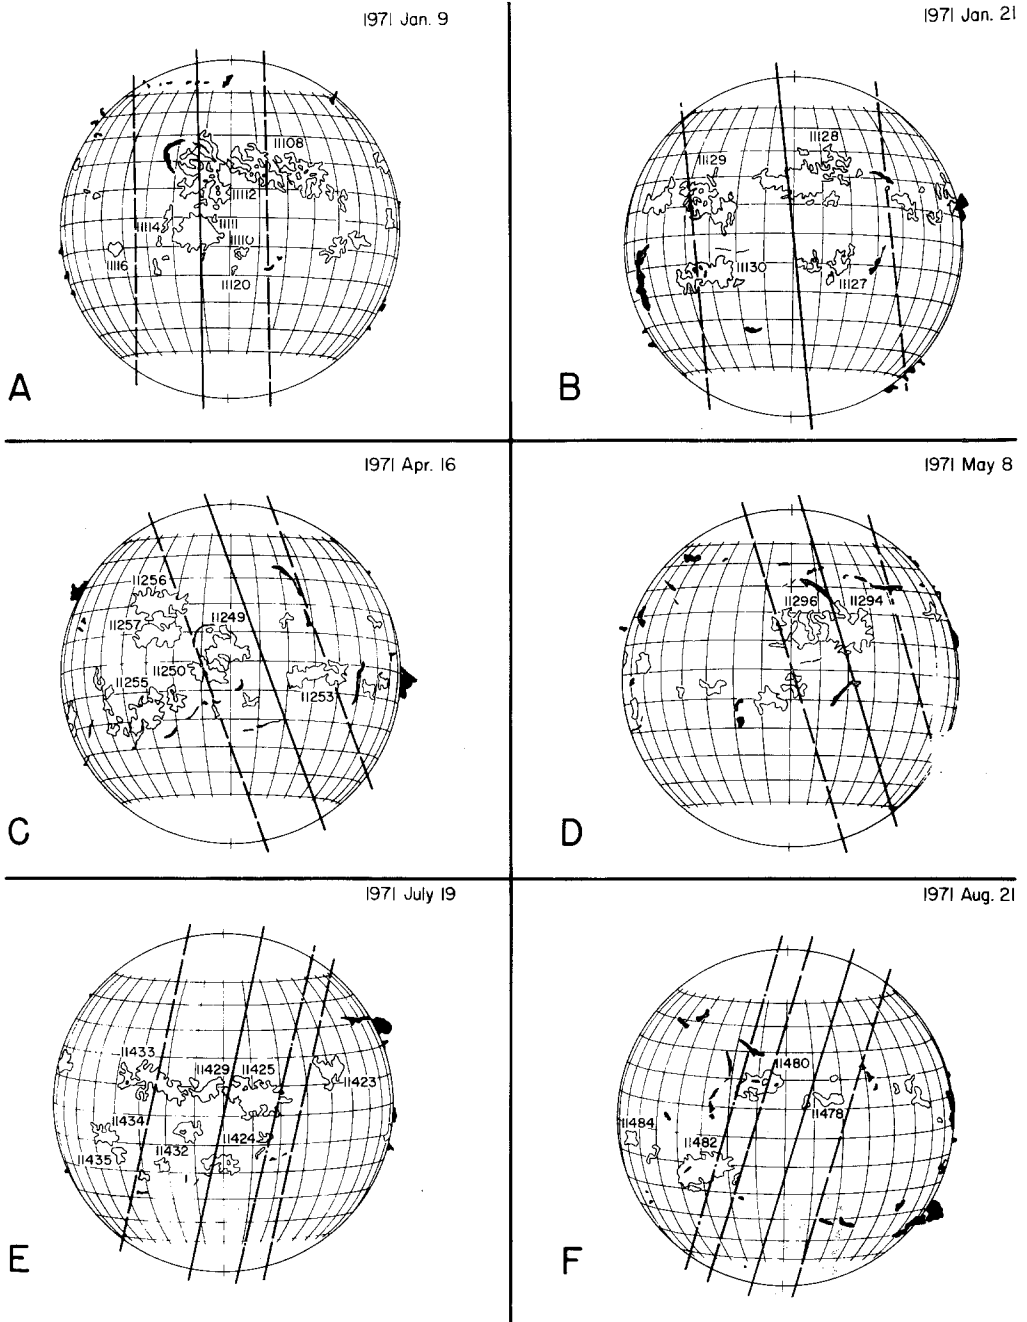 1971 Jan. 9
11108
11112
11114
11111
11110
11116
11120
A
1971 Jan. 21
11128
11129
11130
11127
B
1971 Apr. 16
11256
11257
11249
11250
11255
11253
C
1971 May 8
11296
11294
D
1971 July 19
11433
11429
11425
11423
11434
11424
11432
11435
E
1971 Aug. 21
11480
11478
11484
11482
F